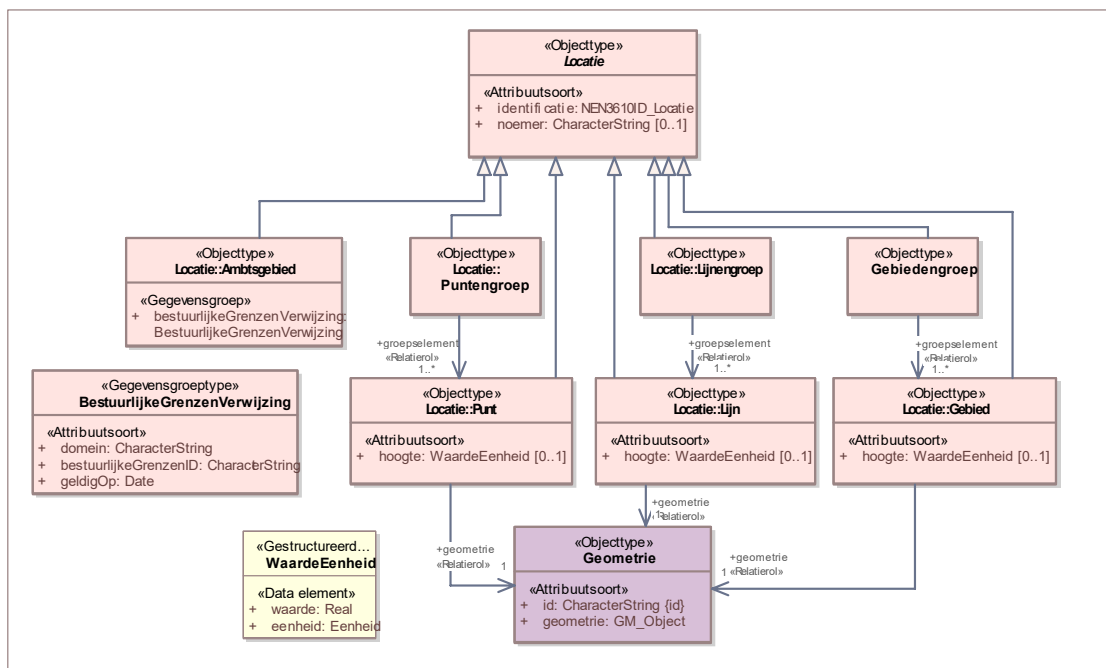 «Objecttype»
Locatie
«Attribuutsoort»
+ identificatie: NEN3610ID_Locatie
+ noemer: CharacterString [0..1]
«Objecttype»
Locatie::Ambtsgebied
«Gegevensgroep»
+ bestuurlijkeGrenzenVerwijzing:
BestuurlijkeGrenzenVerwijzing
«Objecttype»
Locatie::
Puntengroep
«Objecttype»
Locatie::Lijnengroep
«Objecttype»
Gebiedengroep
+groepselement
«Relatierol»
1..*
+groepselement
«Relatierol»
1..*
+groepselement
«Relatierol»
1..*
«Gegevensgroeptype»
BestuurlijkeGrenzenVerwijzing
«Attribuutsoort»
+ domein: CharacterString
+ bestuurlijkeGrenzenID: CharacterString
+ geldigOp: Date
«Objecttype»
Locatie::Punt
«Attribuutsoort»
+ hoogte: WaardeEenheid [0..1]
«Objecttype»
Locatie::Lijn
«Attribuutsoort»
+ hoogte: WaardeEenheid [0..1]
«Objecttype»
Locatie::Gebied
«Attribuutsoort»
+ hoogte: WaardeEenheid [0..1]
+geometrie
1
«Relatierol»
«Gestructureerd...
WaardeEenheid
«Data element»
+ waarde: Real
+ eenheid: Eenheid
+geometrie
«Relatierol»
1
«Objecttype»
Geometrie
«Attribuutsoort»
+ id: CharacterString {id}
+ geometrie: GM_Object
+geometrie
«Relatierol»
1